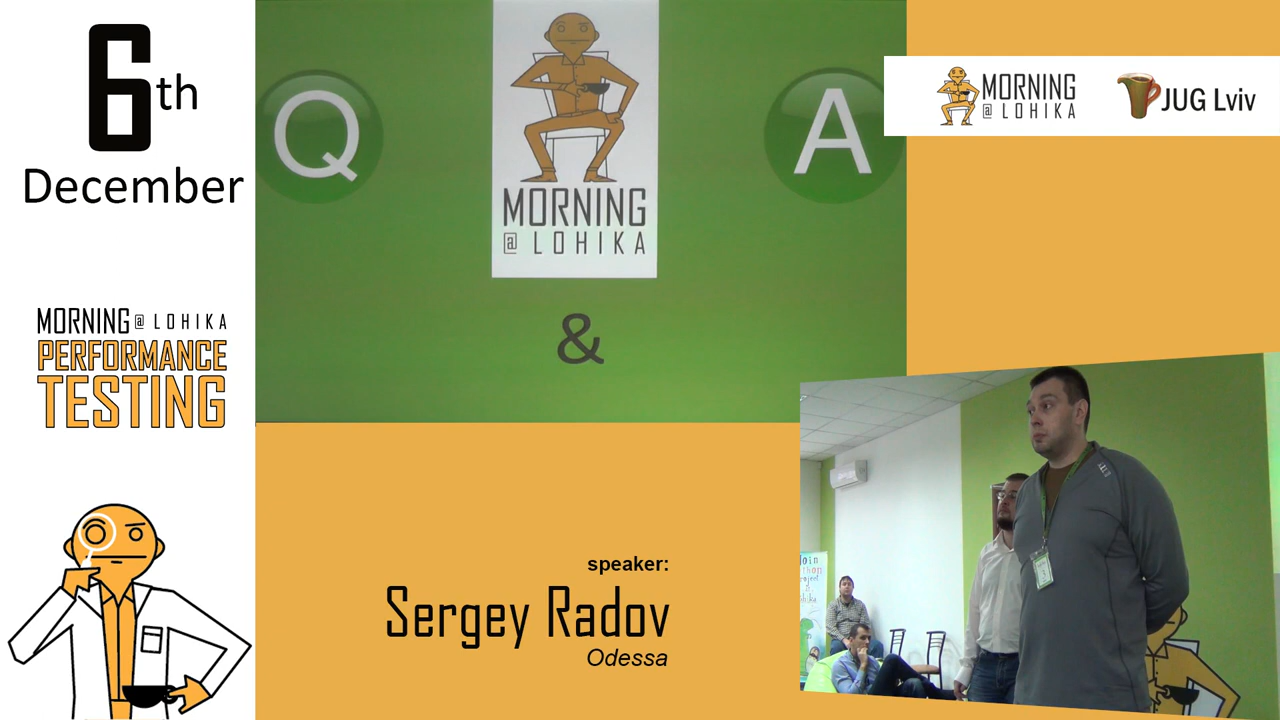 6th
December
MORNING @ LOHIKA
PERFORMANCE
TESTING
Q
A
MORNING
@ LOHIKA
&
MORNING
@ LOHIKA
JUG Lviv
speaker:
Sergey Radov
Odessa